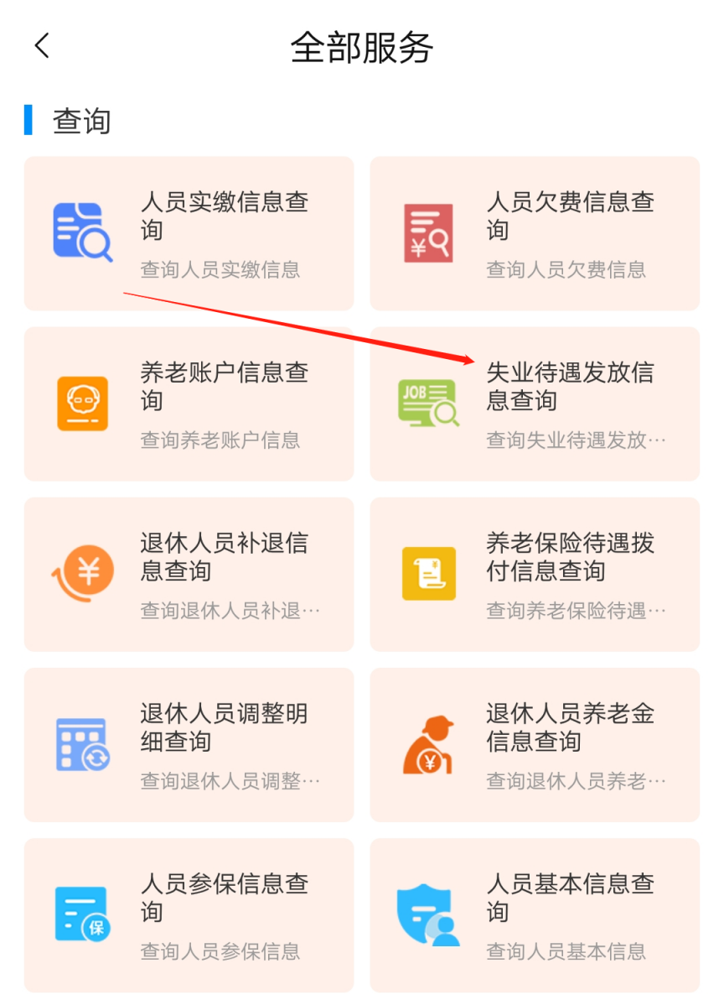 全部服务
查询
人员实缴信息查
询
查询人员实缴信息
人员欠费信息查
询
查询人员欠费信息
养老账户信息查
询
查询养老账户信息
JOB
失业待遇发放信
息查询
查询失业待遇发放···
退休人员补退信
息查询
查询退休人员补退···
养老保险待遇拨
付信息查询
查询养老保险待遇···
退休人员调整明
细查询
查询退休人员调整···
退休人员养老金
信息查询
查询退休人员养老···
保
人员参保信息查
询
查询人员参保信息
人员基本信息查
询
查询人员基本信息